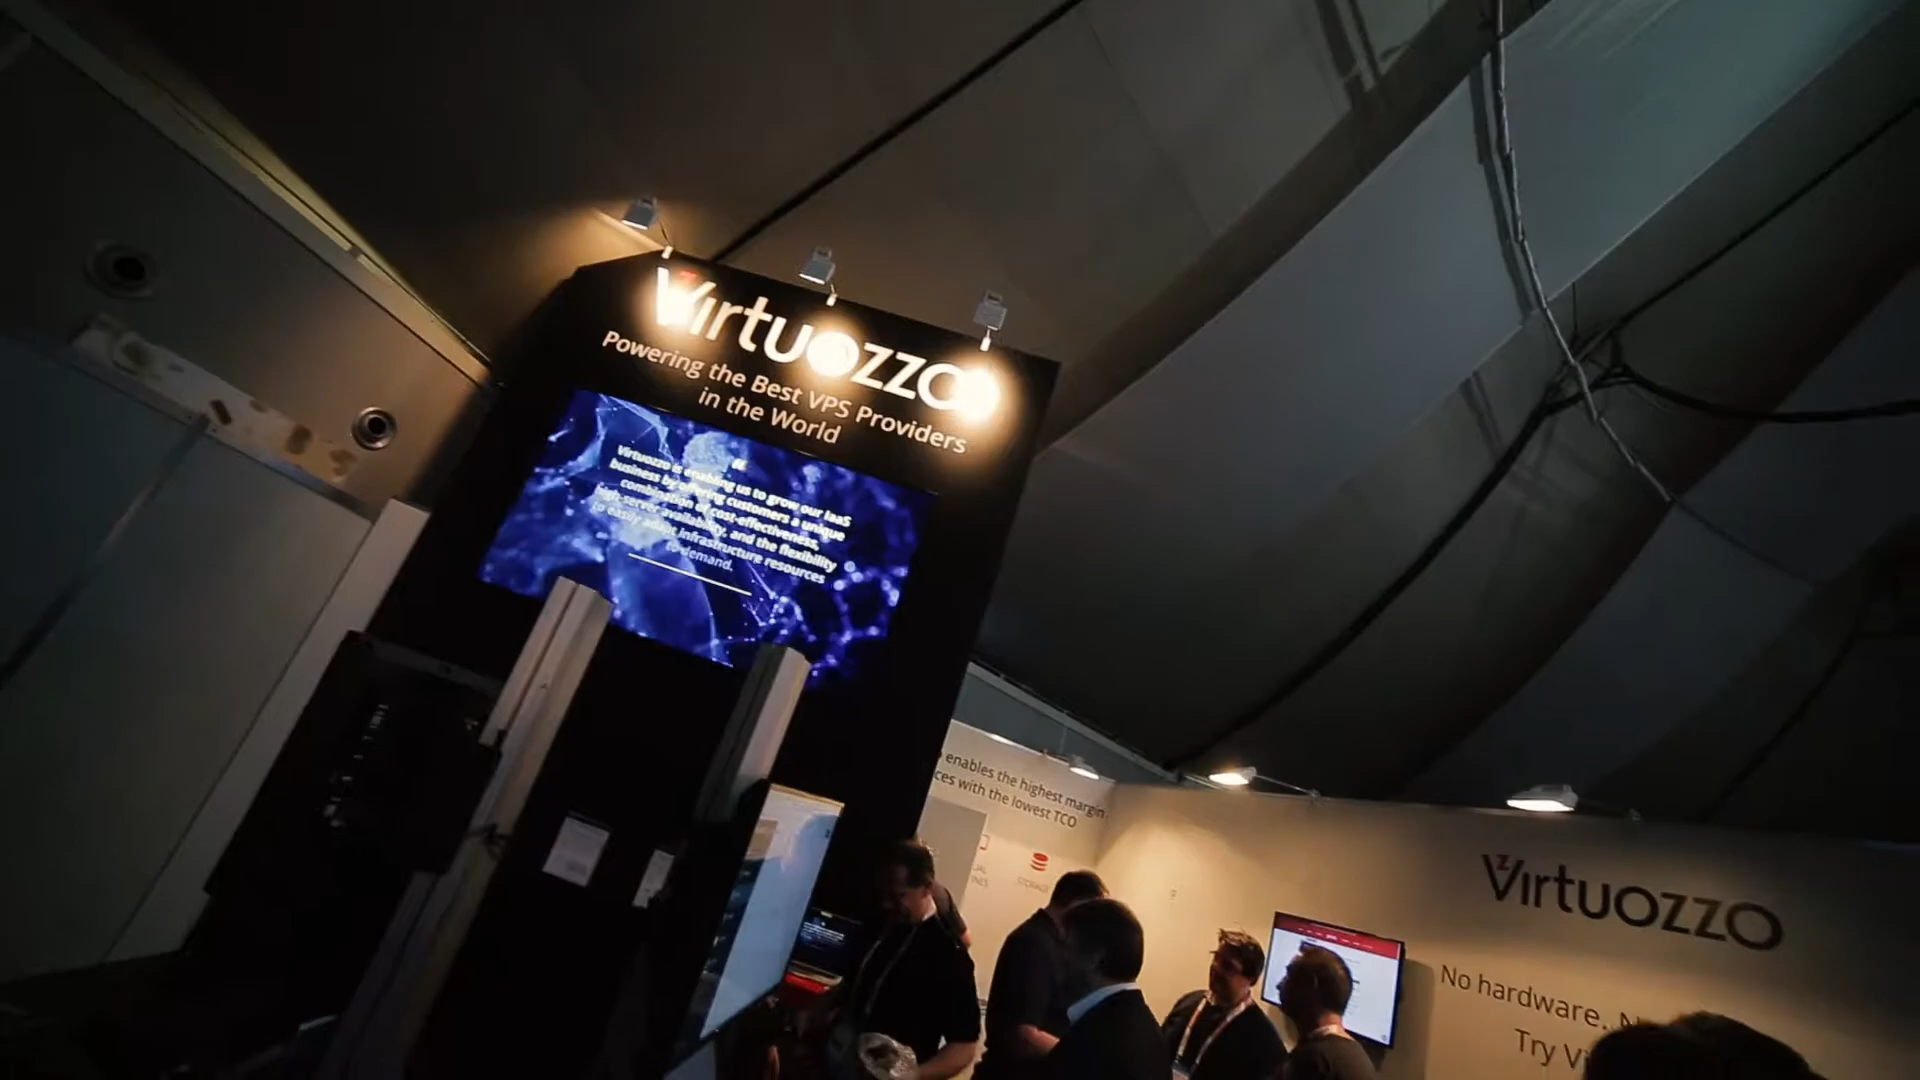 Virtuozzo
Powering the Best VPS Providers
in the World
“
Virtuozzo is enabling us to grow our IaaS
business by offering customers a unique
combination of cost-effectiveness,
high-server availability, and the flexibility
to easily adapt infrastructure resources
to demand.
enables the highest margin
ces with the lowest TCO
STORAGE
Virtuozzo
No hardware.
Try